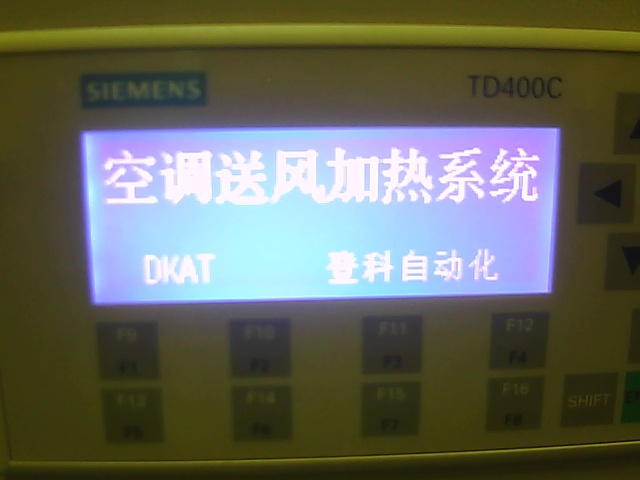 SIEMENS TD400C
空调送风加热系统
DKAT 登科自动化
F9 F10 F11 F12
F1 F2 F3 F4
F13 F14 F15 F16
F5 F6 F7 F8
SHIFT